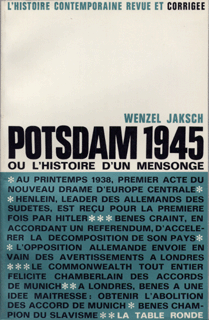 L'HISTOIRE CONTEMPORAINE REVUE ET CORRIGEE
WENZEL JAKSCH
POTSDAM 1945
OU L'HISTOIRE D'UN MENSONGE
*AU PRINTEMPS 1938, PREMIER ACTE DU
NOUVEAU DRAME D'EUROPE CENTRALE*
*HENLEIN, LEADER DES ALLEMANDS DES
SUDETES, EST REÇU POUR LA PREMIERE
FOIS PAR HITLER*** BENES CRAINT, EN
ACCORDANT UN REFERENDUM, D'ACCELE-
RER LA DECOMPOSITION DE SON PAYS*
*L'OPPOSITION ALLEMANDE ENVOIE EN
VAIN DES AVERTISSEMENTS A LONDRES
***LE COMMONWEALTH TOUT ENTIER
FELICITE CHAMBERLAIN DES ACCORDS
DE MUNICH**A LONDRES, BENES A UNE
IDEE MAITRESSE: OBTENIR L'ABOLITION
DES ACCORD DE MUNICH* BENES CHAM-
PION DU SLAVISME** LA TABLE RONDE